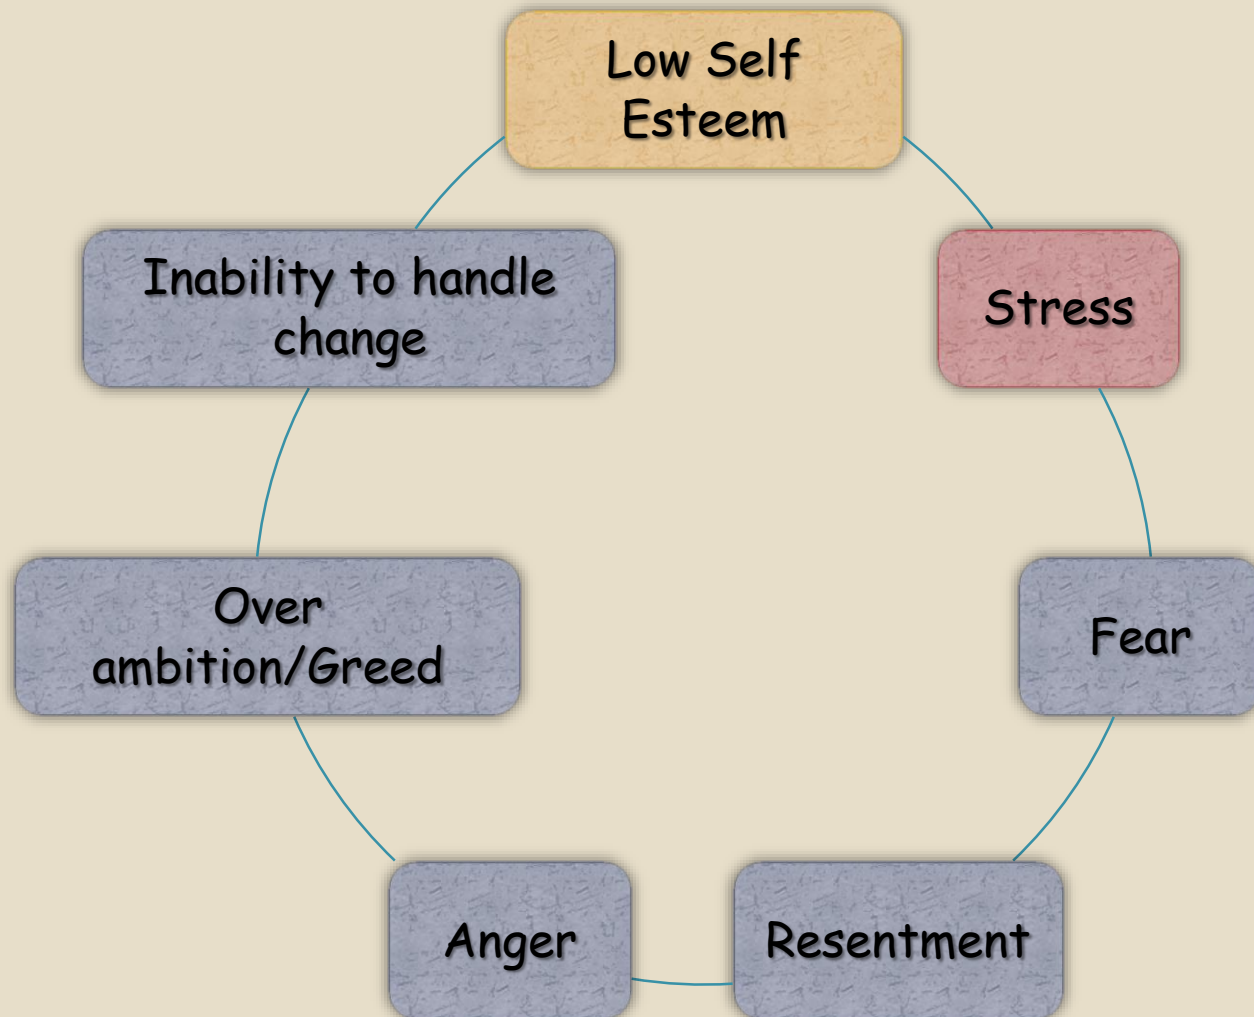 Low Self
Esteem
Inability to handle
change
Stress
Over
ambition/Greed
Fear
Anger
Resentment